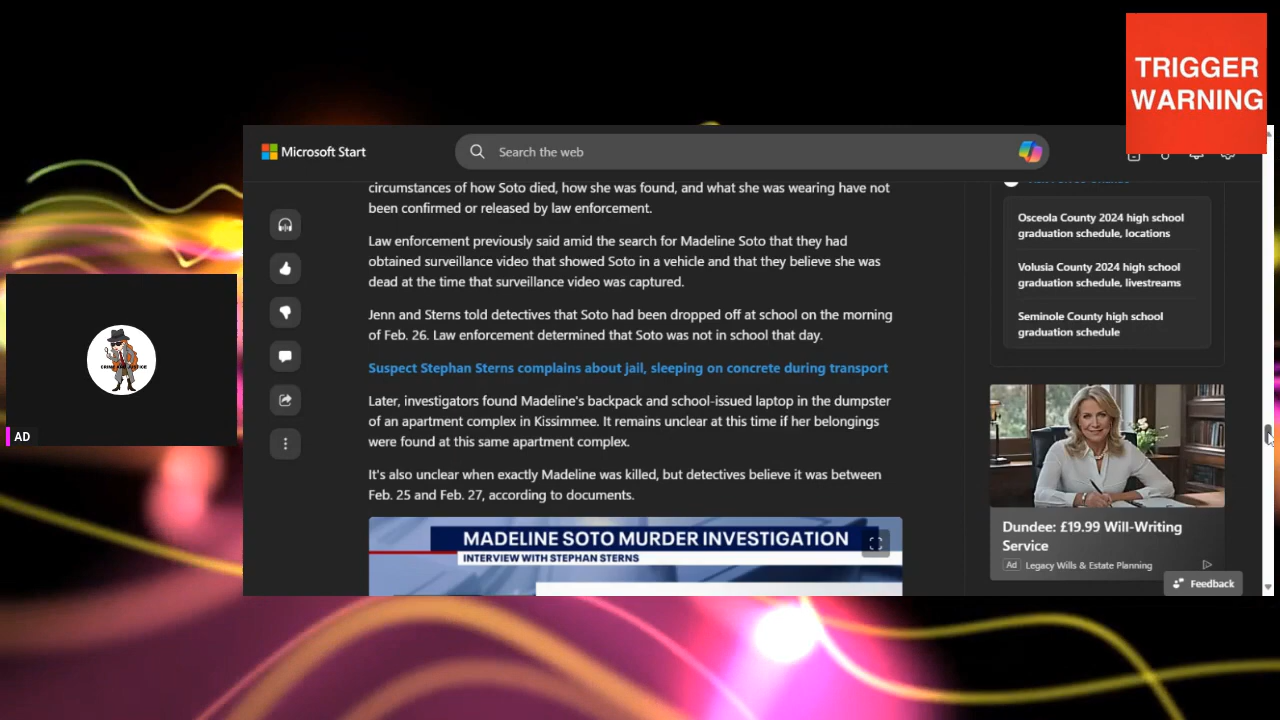 TRIGGER
WARNING
Microsoft Start
Search the web
circumstances of how Soto died, how she was found, and what she was wearing have not
been confirmed or released by law enforcement.
Law enforcement previously said amid the search for Madeline Soto that they had
obtained surveillance video that showed Soto in a vehicle and that they believe she was
dead at the time that surveillance video was captured.
Jenn and Sterns told detectives that Soto had been dropped off at school on the morning
of Feb. 26. Law enforcement determined that Soto was not in school that day.
Suspect Stephan Sterns complains about jail, sleeping on concrete during transport
Later, investigators found Madeline's backpack and school-issued laptop in the dumpster
of an apartment complex in Kissimmee. It remains unclear at this time if her belongings
were found at this same apartment complex.
It's also unclear when exactly Madeline was killed, but detectives believe it was between
Feb. 25 and Feb. 27, according to documents.
MADELINE SOTO MURDER INVESTIGATION
INTERVIEW WITH STEPHAN STERNS
Osceola County 2024 high school
graduation schedule, locations
Volusia County 2024 high school
graduation schedule, livestreams
Seminole County high school
graduation schedule
Dundee: £19.99 Will-Writing
Service
Ad Legacy Wills & Estate Planning
Feedback
CRIME AND JUSTICE
AD